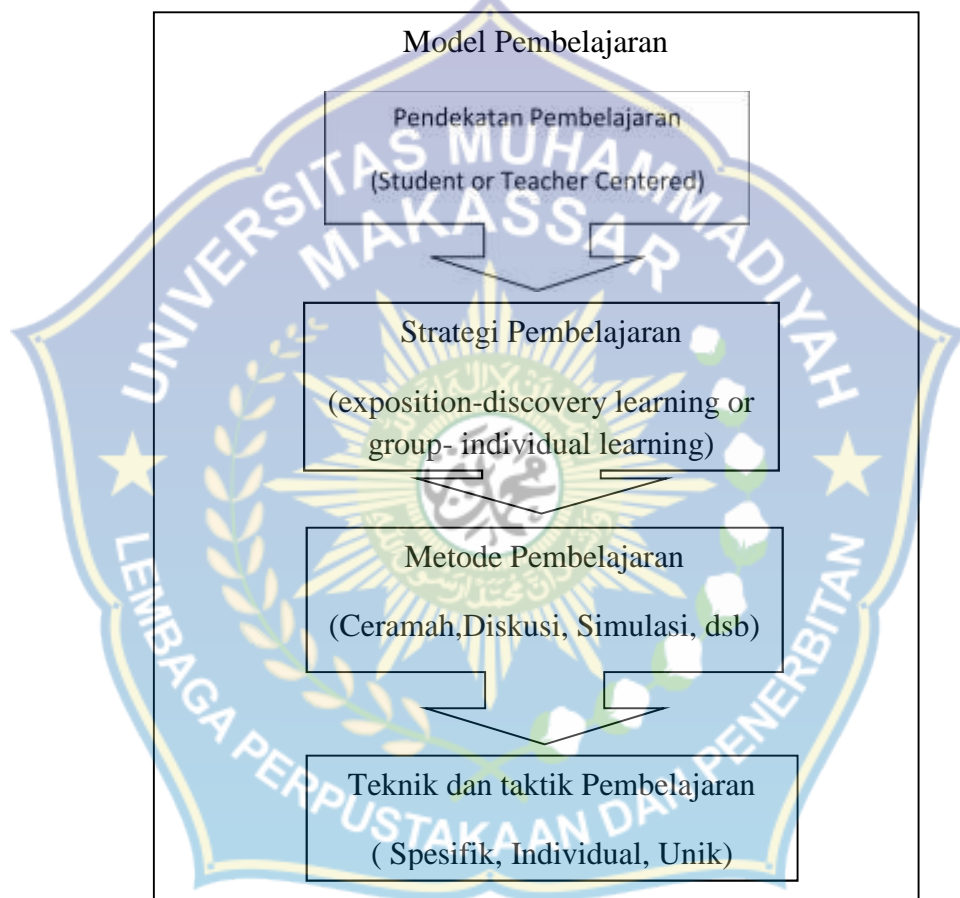 Model Pembelajaran
Pendekatan Pembelajaran
(Student or Teacher Centered)
Strategi Pembelajaran
(exposition-discovery learning or
group- individual learning)
Metode Pembelajaran
(Ceramah,Diskusi, Simulasi, dsb)
Teknik dan taktik Pembelajaran
( Spesifik, Individual, Unik)
UNIVERSITAS MUHAMMADIYAH
MAKASSAR
LEMBAGA PERPUSTAKAAN DAN PENERBITAN